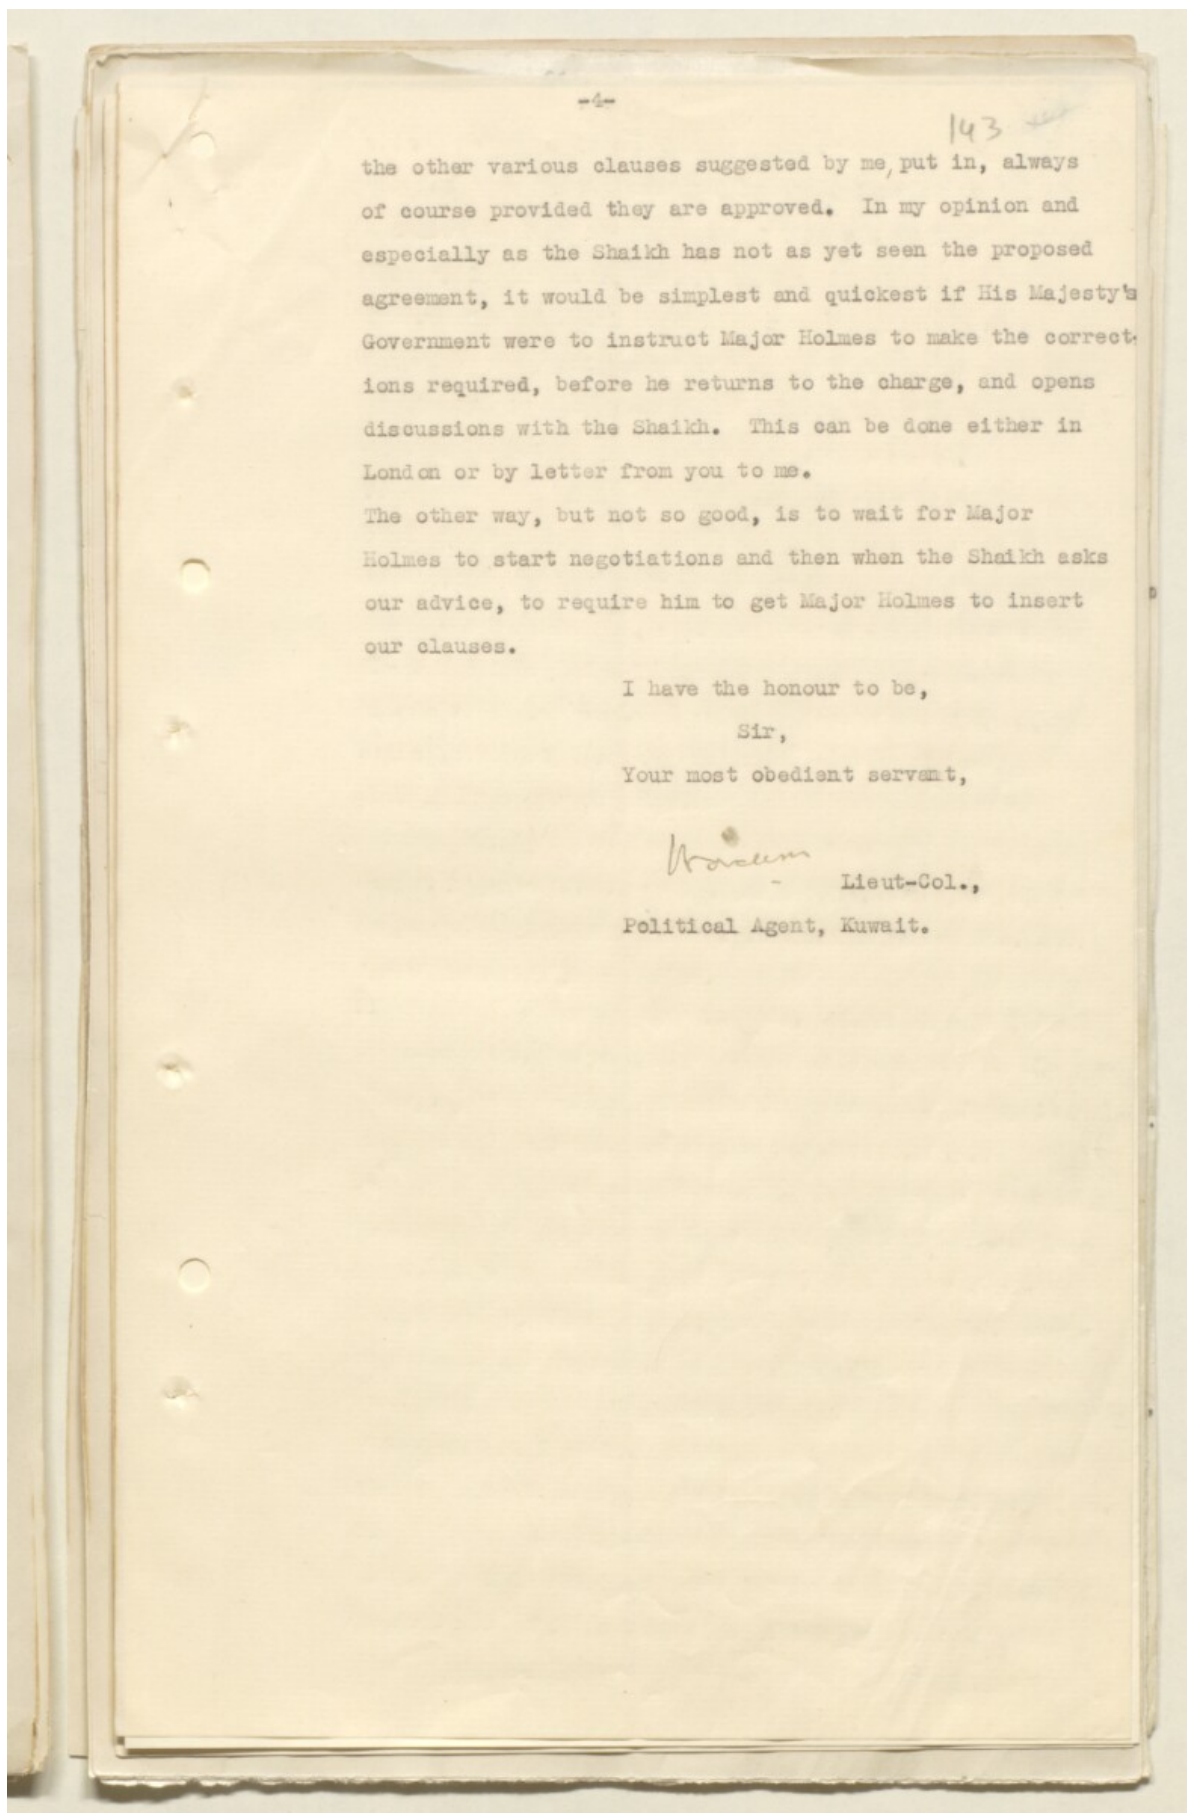 -4-
143
the other various clauses suggested by me, put in, always
of course provided they are approved. In my opinion and
especially as the Shaikh has not as yet seen the proposed
agreement, it would be simplest and quickest if His Majesty's
Government were to instruct Major Holmes to make the correct-
ions required, before he returns to the charge, and opens
discussions with the Shaikh. This can be done either in
London or by letter from you to me.
The other way, but not so good, is to wait for Major
Holmes to start negotiations and then when the Shaikh asks
our advice, to require him to get Major Holmes to insert
our clauses.
I have the honour to be,
Sir,
Your most obedient servant,
Lieut-Col.,
Political Agent, Kuwait.